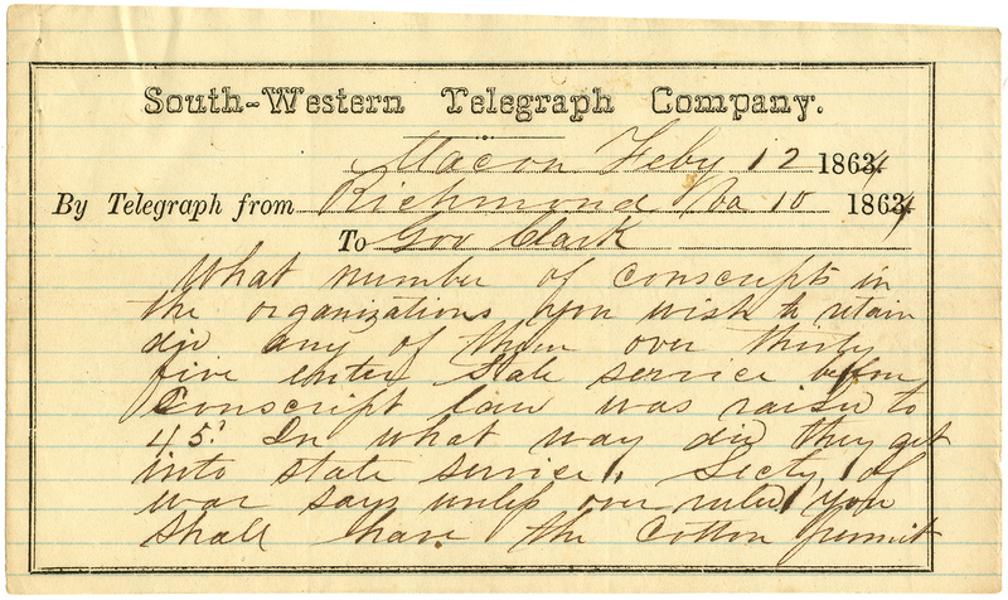 South-Western Telegraph Company.
Macon Feby 12 1864
By Telegraph from Richmond Va 10 1864
To Gov Clark
What number of conscripts in
the organizations you wish to retain
did any of them over thirty
five enter State service before
Conscript law was raised to
45? In what way did they get
into state service. Secty of
war says unless over ruled you
shall have the Cotton permit